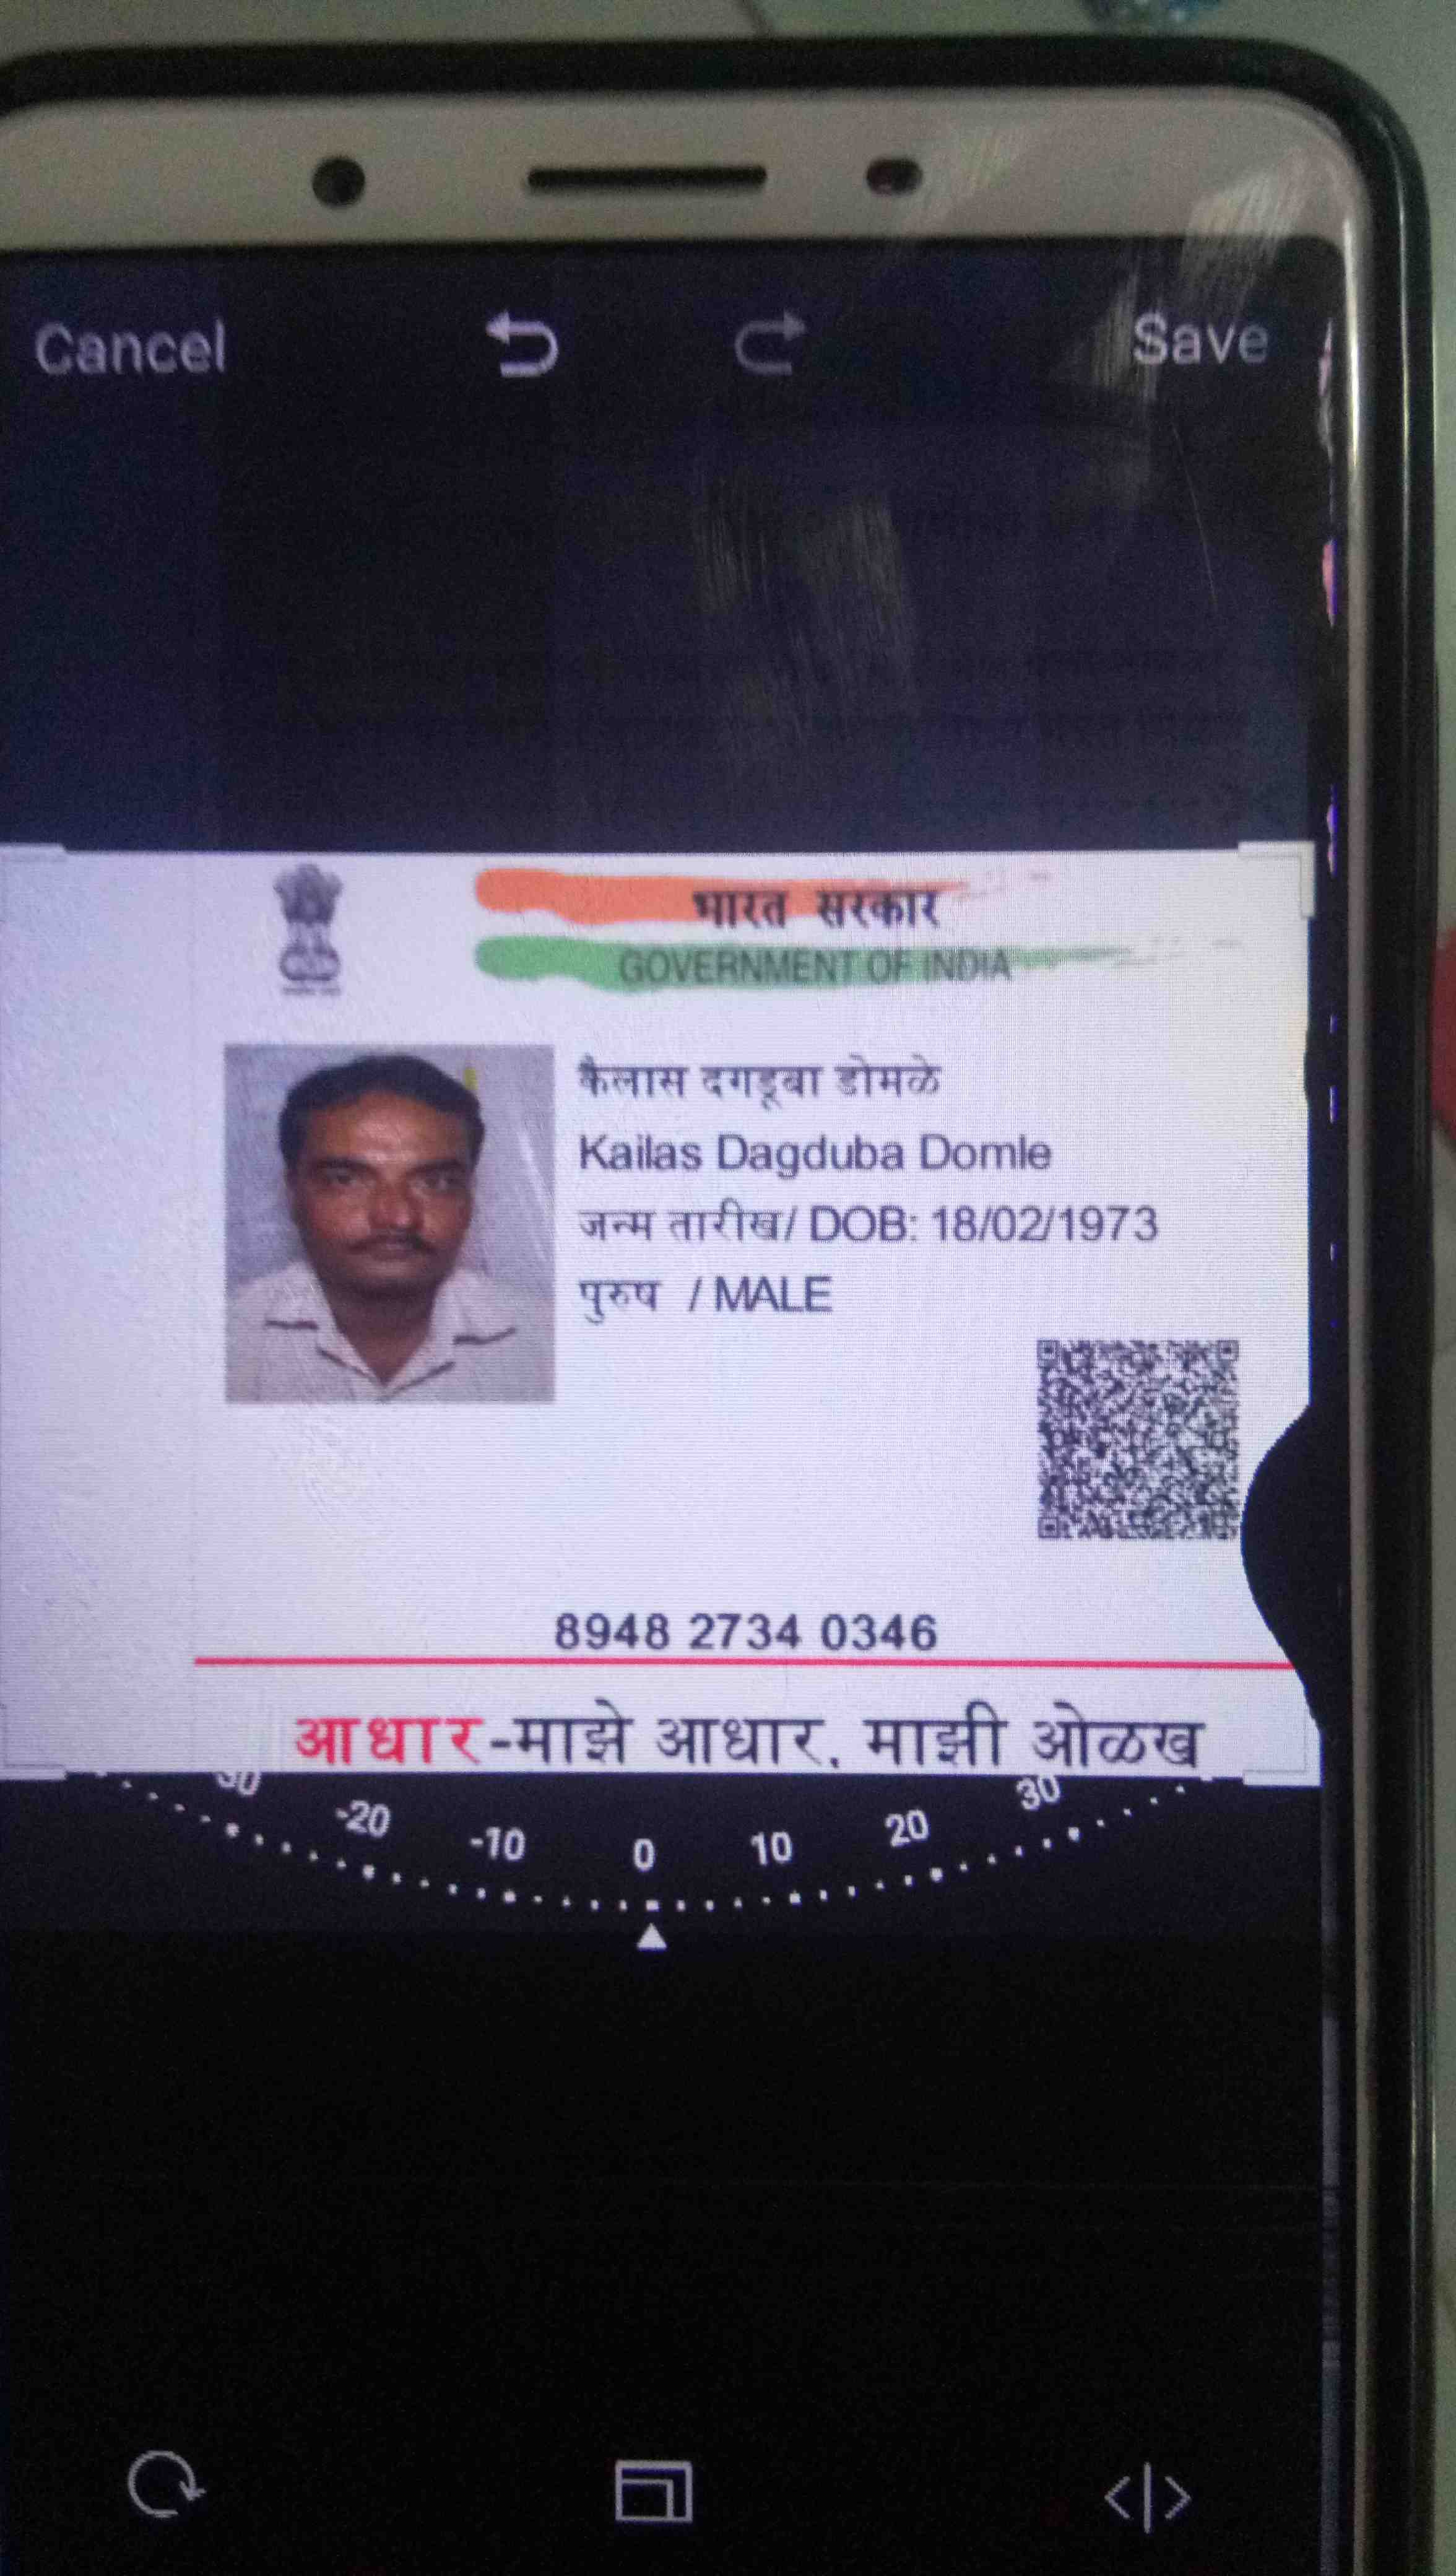 Cancel
Save
भारत सरकार
GOVERNMENT OF INDIA
कैलास दगडूबा डोमळे
Kailas Dagduba Domle
जन्म तारीख/ DOB: 18/02/1973
पुरुष / MALE
8948 2734 0346
आधार-माझे आधार, माझी ओळख
-20 -10 0 10 20 30